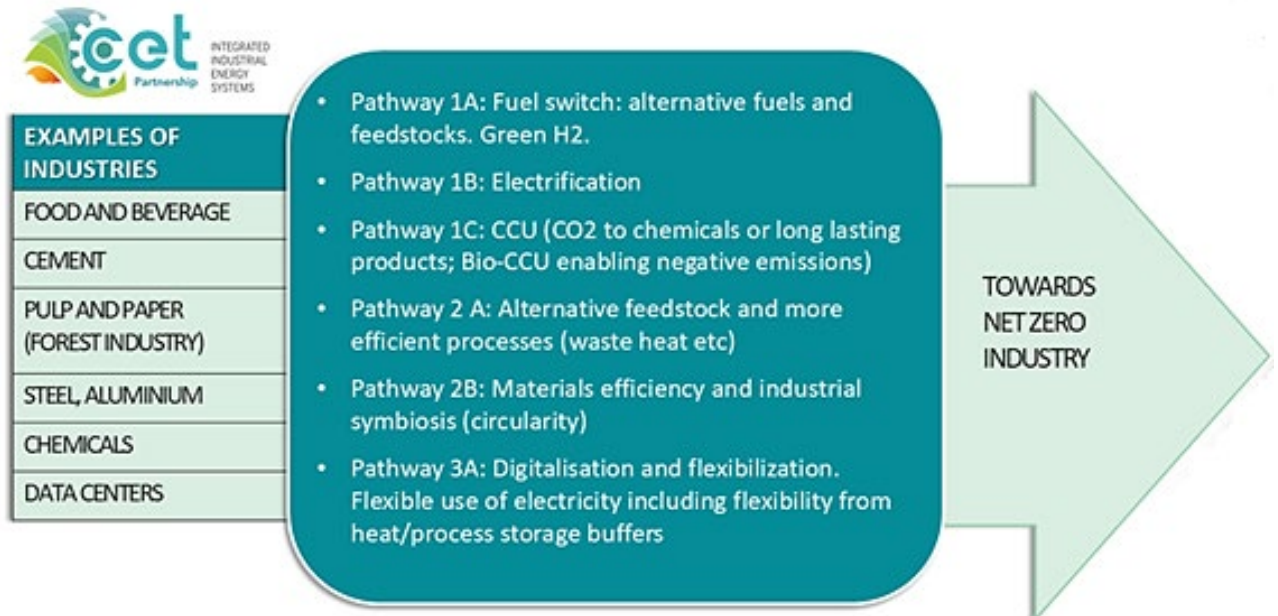 cet
Partnership
INTEGRATED
INDUSTRIAL
ENERGY
SYSTEMS
EXAMPLES OF
INDUSTRIES
FOOD AND BEVERAGE
CEMENT
PULP AND PAPER
(FOREST INDUSTRY)
STEEL, ALUMINIUM
CHEMICALS
DATA CENTERS
• Pathway 1A: Fuel switch: alternative fuels and
feedstocks. Green H2.
• Pathway 1B: Electrification
• Pathway 1C: CCU (CO2 to chemicals or long lasting
products; Bio-CCU enabling negative emissions)
• Pathway 2 A: Alternative feedstock and more
efficient processes (waste heat etc)
• Pathway 2B: Materials efficiency and industrial
symbiosis (circularity)
• Pathway 3A: Digitalisation and flexibilization.
Flexible use of electricity including flexibility from
heat/process storage buffers
TOWARDS
NET ZERO
INDUSTRY